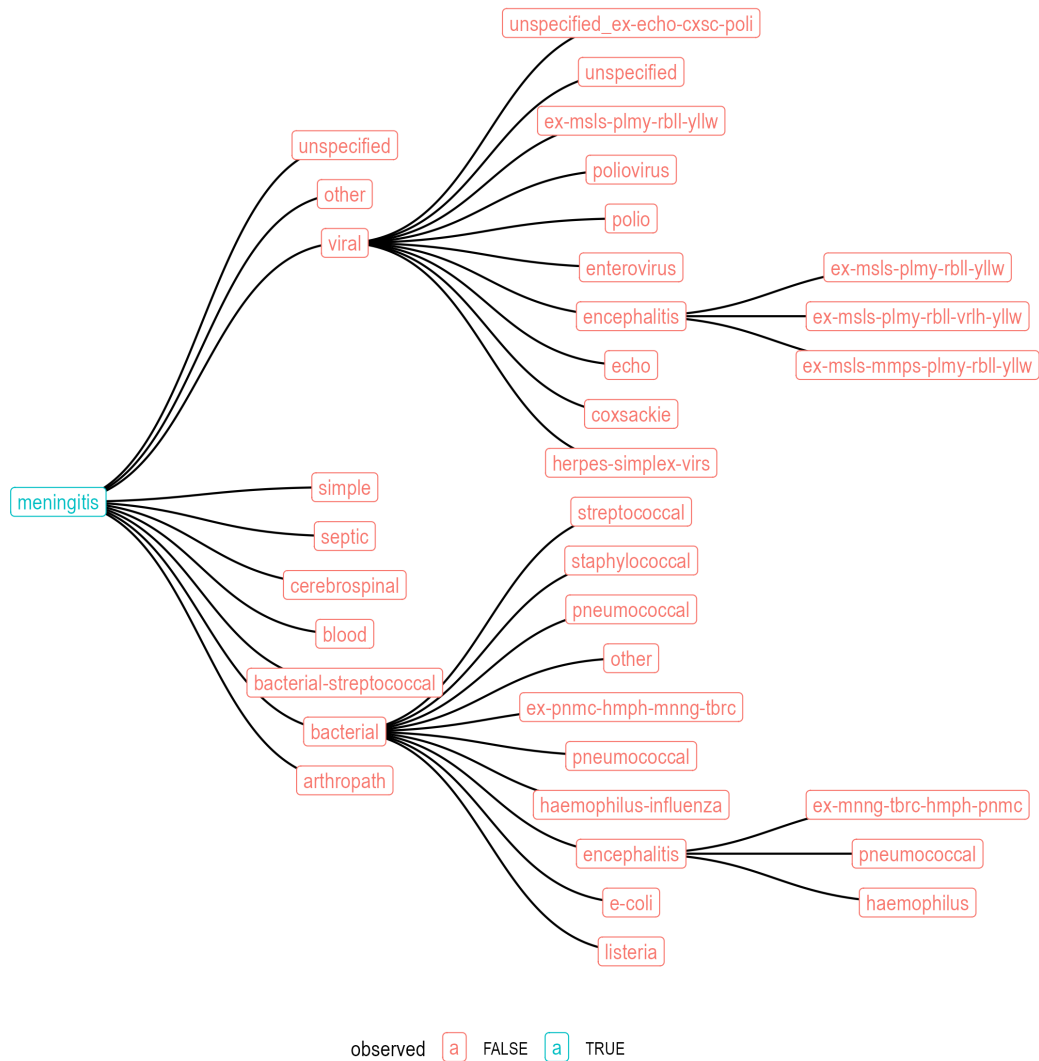 unspecified_ex-echo-cxsc-poli
unspecified
ex-msls-plmy-rbll-yllw
unspecified
poliovirus
other
polio
viral
enterovirus
ex-msls-plmy-rbll-yllw
encephalitis
ex-msls-plmy-rbll-vrlh-yllw
echo
ex-msls-mmps-plmy-rbll-yllw
coxsackie
herpes-simplex-virs
simple
meningitis
streptococcal
septic
staphylococcal
cerebrospinal
pneumococcal
blood
other
bacterial-streptococcal
ex-pnmc-hmph-mnng-tbrc
bacterial
pneumococcal
arthropath
haemophilus-influenza
ex-mnng-tbrc-hmph-pnmc
encephalitis
pneumococcal
e-coli
haemophilus
listeria
observed a FALSE a TRUE